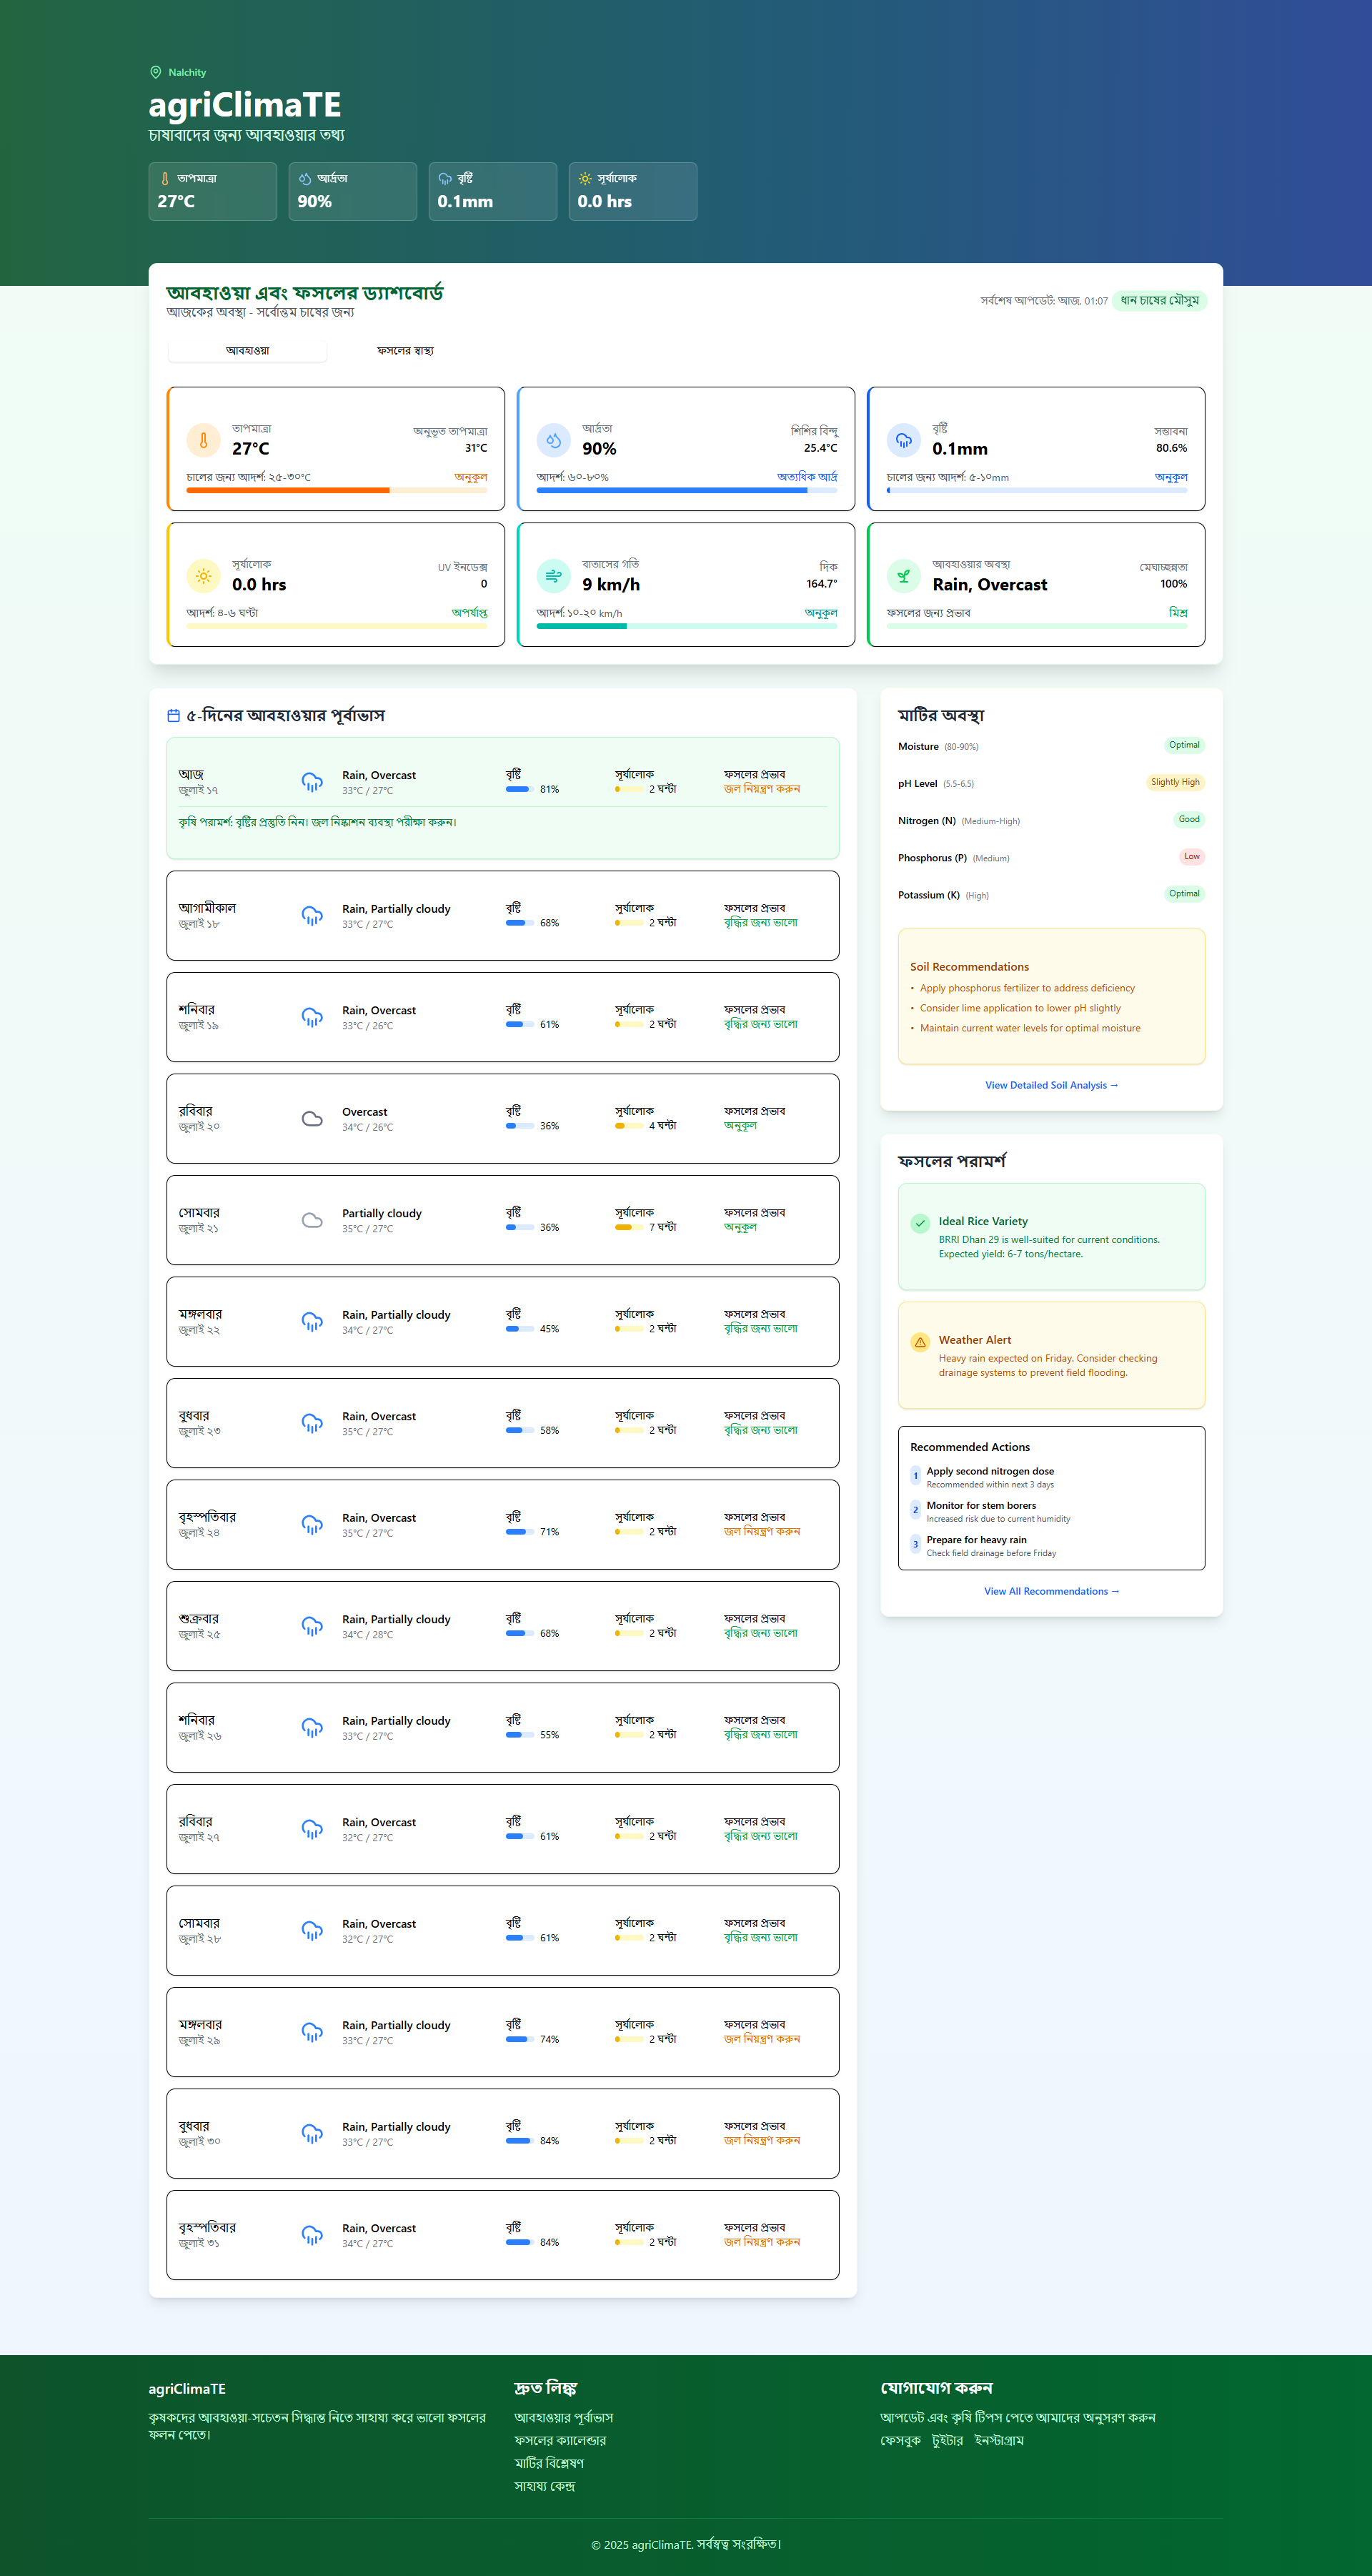 Nalchity
agriClimaTE
চাষাবাদের জন্য আবহাওয়ার তথ্য
তাপমাত্রা
27°C
আর্দ্রতা
90%
বৃষ্টি
0.1mm
সূর্যালোক
0.0 hrs
আবহাওয়া এবং ফসলের ড্যাশবোর্ড
আজকের অবস্থা - সর্বোত্তম চাষের জন্য
সর্বশেষ আপডেট: আজ, 01:07
ধান চাষের মৌসুম
আবহাওয়া
ফসলের স্বাস্থ্য
তাপমাত্রা
27°C
অনুভূত তাপমাত্রা
31°C
চালের জন্য আদর্শ: ২৫-৩০°C
অনুকূল
আর্দ্রতা
90%
শিশির বিন্দু
25.4°C
আদর্শ: ৬০-৮০%
অত্যধিক আর্দ্র
বৃষ্টি
0.1mm
সম্ভাবনা
80.6%
চালের জন্য আদর্শ: ৫-১০mm
অনুকূল
সূর্যালোক
0.0 hrs
UV ইনডেক্স
0
আদর্শ: ৪-৬ ঘণ্টা
অপর্যাপ্ত
বাতাসের গতি
9 km/h
দিক
164.7°
আদর্শ: ১০-২০ km/h
অনুকূল
আবহাওয়ার অবস্থা
Rain, Overcast
মেঘাচ্ছন্নতা
100%
ফসলের জন্য প্রভাব
মিশ্র
৫-দিনের আবহাওয়ার পূর্বাভাস
আজ
জুলাই ১৭
Rain, Overcast
33°C / 27°C
বৃষ্টি
81%
সূর্যালোক
2 ঘন্টা
ফসলের প্রভাব
জল নিয়ন্ত্রণ করুন
কৃষি পরামর্শ: বৃষ্টির প্রস্তুতি নিন। জল নিষ্কাশন ব্যবস্থা পরীক্ষা করুন।
আগামীকাল
জুলাই ১৮
Rain, Partially cloudy
33°C / 27°C
বৃষ্টি
68%
সূর্যালোক
2 ঘন্টা
ফসলের প্রভাব
বৃদ্ধির জন্য ভালো
শনিবার
জুলাই ১৯
Rain, Overcast
33°C / 26°C
বৃষ্টি
61%
সূর্যালোক
2 ঘন্টা
ফসলের প্রভাব
বৃদ্ধির জন্য ভালো
রবিবার
জুলাই ২০
Overcast
34°C / 26°C
বৃষ্টি
36%
সূর্যালোক
4 ঘন্টা
ফসলের প্রভাব
অনুকূল
সোমবার
জুলাই ২১
Partially cloudy
35°C / 27°C
বৃষ্টি
36%
সূর্যালোক
7 ঘন্টা
ফসলের প্রভাব
অনুকূল
মঙ্গলবার
জুলাই ২২
Rain, Partially cloudy
34°C / 27°C
বৃষ্টি
45%
সূর্যালোক
2 ঘন্টা
ফসলের প্রভাব
বৃদ্ধির জন্য ভালো
বুধবার
জুলাই ২৩
Rain, Overcast
35°C / 27°C
বৃষ্টি
58%
সূর্যালোক
2 ঘন্টা
ফসলের প্রভাব
বৃদ্ধির জন্য ভালো
বৃহস্পতিবার
জুলাই ২৪
Rain, Overcast
35°C / 27°C
বৃষ্টি
71%
সূর্যালোক
2 ঘন্টা
ফসলের প্রভাব
জল নিয়ন্ত্রণ করুন
শুক্রবার
জুলাই ২৫
Rain, Partially cloudy
34°C / 28°C
বৃষ্টি
68%
সূর্যালোক
2 ঘন্টা
ফসলের প্রভাব
বৃদ্ধির জন্য ভালো
শনিবার
জুলাই ২৬
Rain, Partially cloudy
33°C / 27°C
বৃষ্টি
55%
সূর্যালোক
2 ঘন্টা
ফসলের প্রভাব
বৃদ্ধির জন্য ভালো
রবিবার
জুলাই ২৭
Rain, Overcast
32°C / 27°C
বৃষ্টি
61%
সূর্যালোক
2 ঘন্টা
ফসলের প্রভাব
বৃদ্ধির জন্য ভালো
সোমবার
জুলাই ২৮
Rain, Overcast
32°C / 27°C
বৃষ্টি
61%
সূর্যালোক
2 ঘন্টা
ফসলের প্রভাব
বৃদ্ধির জন্য ভালো
মঙ্গলবার
জুলাই ২৯
Rain, Partially cloudy
33°C / 27°C
বৃষ্টি
74%
সূর্যালোক
2 ঘন্টা
ফসলের প্রভাব
জল নিয়ন্ত্রণ করুন
বুধবার
জুলাই ৩০
Rain, Partially cloudy
33°C / 27°C
বৃষ্টি
84%
সূর্যালোক
2 ঘন্টা
ফসলের প্রভাব
জল নিয়ন্ত্রণ করুন
বৃহস্পতিবার
জুলাই ৩১
Rain, Overcast
34°C / 27°C
বৃষ্টি
84%
সূর্যালোক
2 ঘন্টা
ফসলের প্রভাব
জল নিয়ন্ত্রণ করুন
মাটির অবস্থা
Moisture (80-90%)
Optimal
pH Level (5.5-6.5)
Slightly High
Nitrogen (N) (Medium-High)
Good
Phosphorus (P) (Medium)
Low
Potassium (K) (High)
Optimal
Soil Recommendations
• Apply phosphorus fertilizer to address deficiency
• Consider lime application to lower pH slightly
• Maintain current water levels for optimal moisture
View Detailed Soil Analysis →
ফসলের পরামর্শ
Ideal Rice Variety
BRRI Dhan 29 is well-suited for current conditions.
Expected yield: 6-7 tons/hectare.
Weather Alert
Heavy rain expected on Friday. Consider checking
drainage systems to prevent field flooding.
Recommended Actions
1 Apply second nitrogen dose
Recommended within next 3 days
2 Monitor for stem borers
Increased risk due to current humidity
3 Prepare for heavy rain
Check field drainage before Friday
View All Recommendations →
agriClimaTE
কৃষকদের আবহাওয়া-সচেতন সিদ্ধান্ত নিতে সাহায্য করে ভালো ফসলের
ফলন পেতে।
দ্রুত লিঙ্ক
আবহাওয়ার পূর্বাভাস
ফসলের ক্যালেন্ডার
মাটির বিশ্লেষণ
সাহায্য কেন্দ্র
যোগাযোগ করুন
আপডেট এবং কৃষি টিপস পেতে আমাদের অনুসরণ করুন
ফেসবুক টুইটার ইনস্টাগ্রাম
© 2025 agriClimaTE. সর্বস্বত্ব সংরক্ষিত।